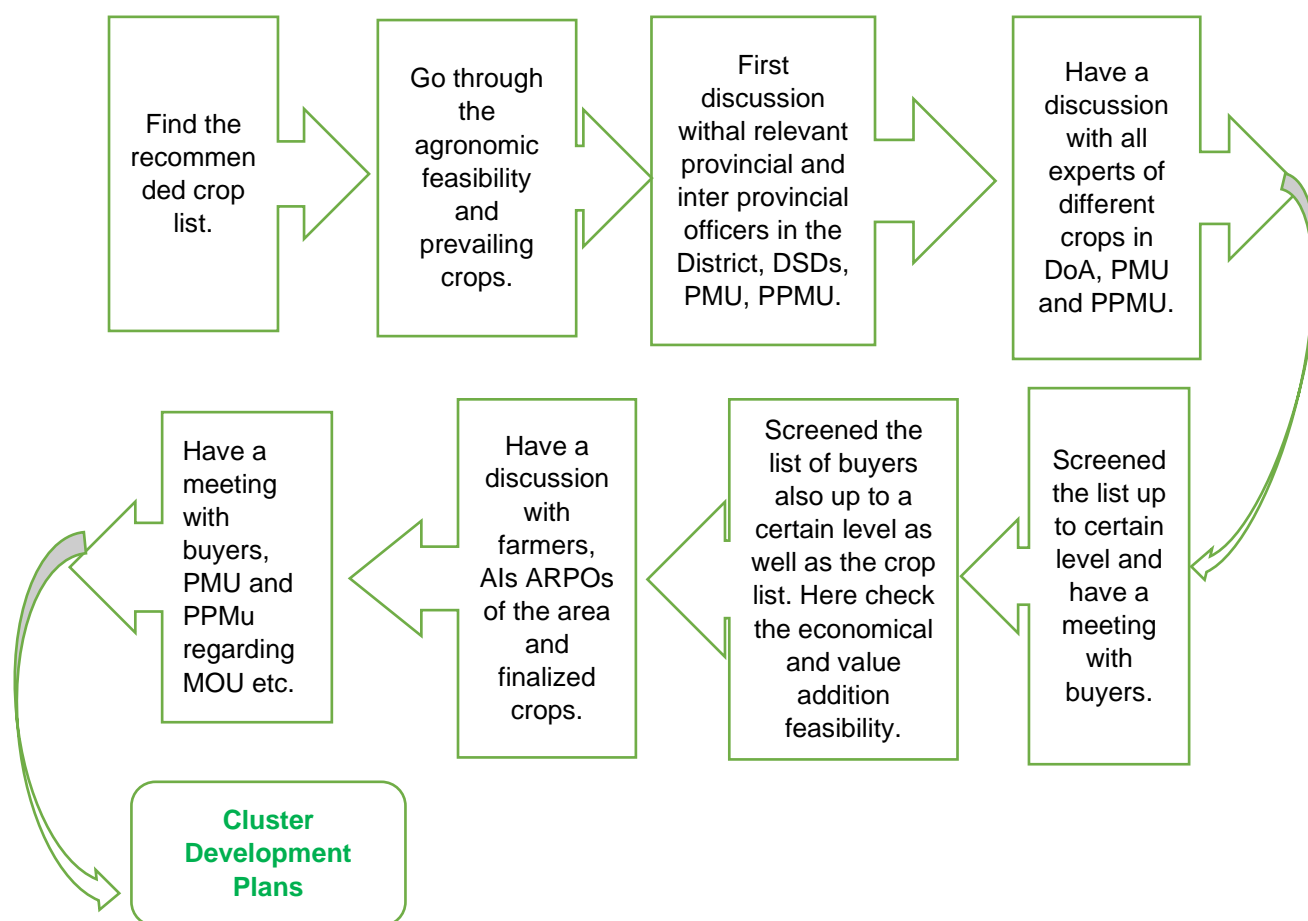 Find the
recommen
ded crop
list.
Go through
the
agronomic
feasibility
and
prevailing
crops.
First
discussion
withal relevant
provincial and
inter provincial
officers in the
District, DSDs,
PMU, PPMU.
Have a
discussion
with all
experts of
different
crops in
DoA, PMU
and PPMU.
Screened
the list up
to certain
level and
have a
meeting
with
buyers.
Screened the
list of buyers
also up to a
certain level as
well as the crop
list. Here check
the economical
and value
addition
feasibility.
Have a
discussion
with
farmers,
AIs ARPOs
of the area
and
finalized
crops.
Have a
meeting
with
buyers,
PMU and
PPMu
regarding
MOU etc.
Cluster
Development
Plans